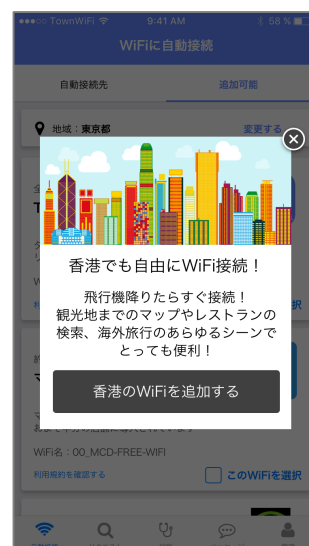 TownWiFi 9:41 AM 58 %
WiFiに自動接続
自動接続先 追加可能
地域：東京都 変更する
香港でも自由にWiFi接続！
飛行機降りたらすぐ接続！
観光地までのマップやレストランの
検索、海外旅行のあらゆるシーンで
とっても便利！
香港のWiFiを追加する
WiFi名：00_MCD-FREE-WIFI
利用規約を確認する このWiFiを選択